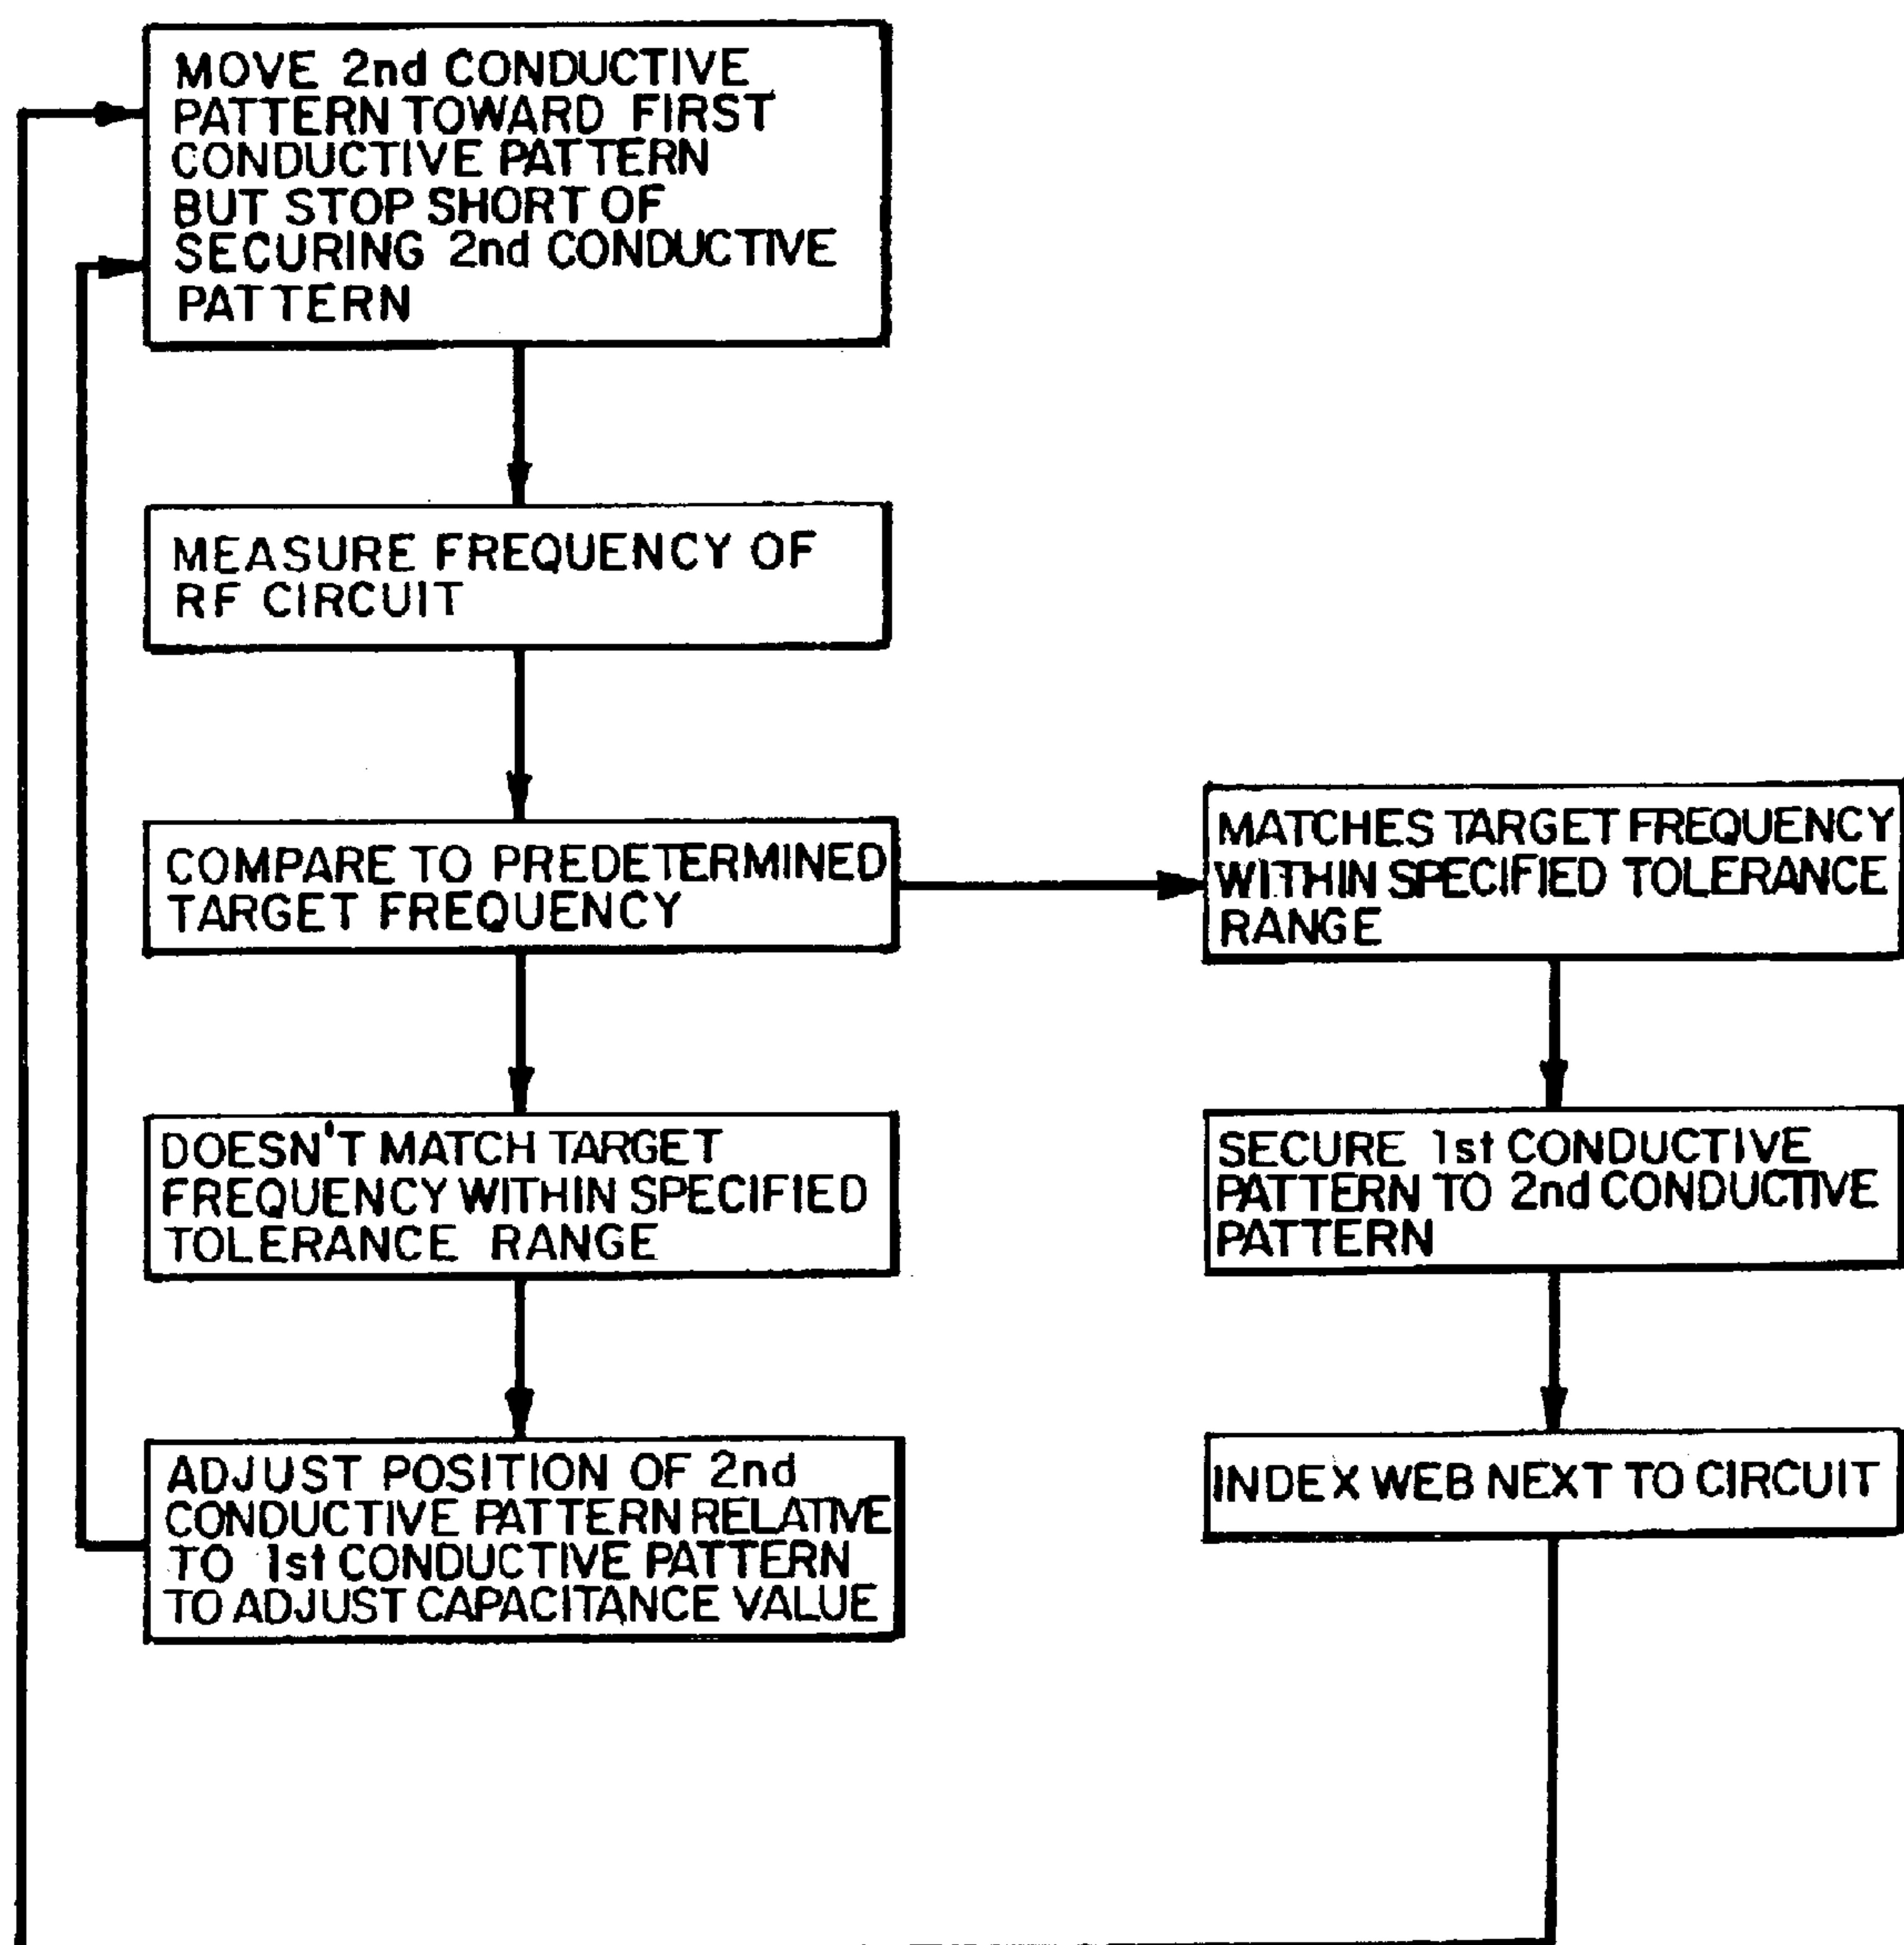 MOVE 2nd CONDUCTIVE
PATTERN TOWARD FIRST
CONDUCTIVE PATTERN
BUT STOP SHORT OF
SECURING 2nd CONDUCTIVE
PATTERN
MEASURE FREQUENCY OF
RF CIRCUIT
COMPARE TO PREDETERMINED
TARGET FREQUENCY
MATCHES TARGET FREQUENCY
WITHIN SPECIFIED TOLERANCE
RANGE
DOESN'T MATCH TARGET
FREQUENCY WITHIN SPECIFIED
TOLERANCE RANGE
SECURE 1st CONDUCTIVE
PATTERN TO 2nd CONDUCTIVE
PATTERN
ADJUST POSITION OF 2nd
CONDUCTIVE PATTERN RELATIVE
TO 1st CONDUCTIVE PATTERN
TO ADJUST CAPACITANCE VALUE
INDEX WEB NEXT TO CIRCUIT